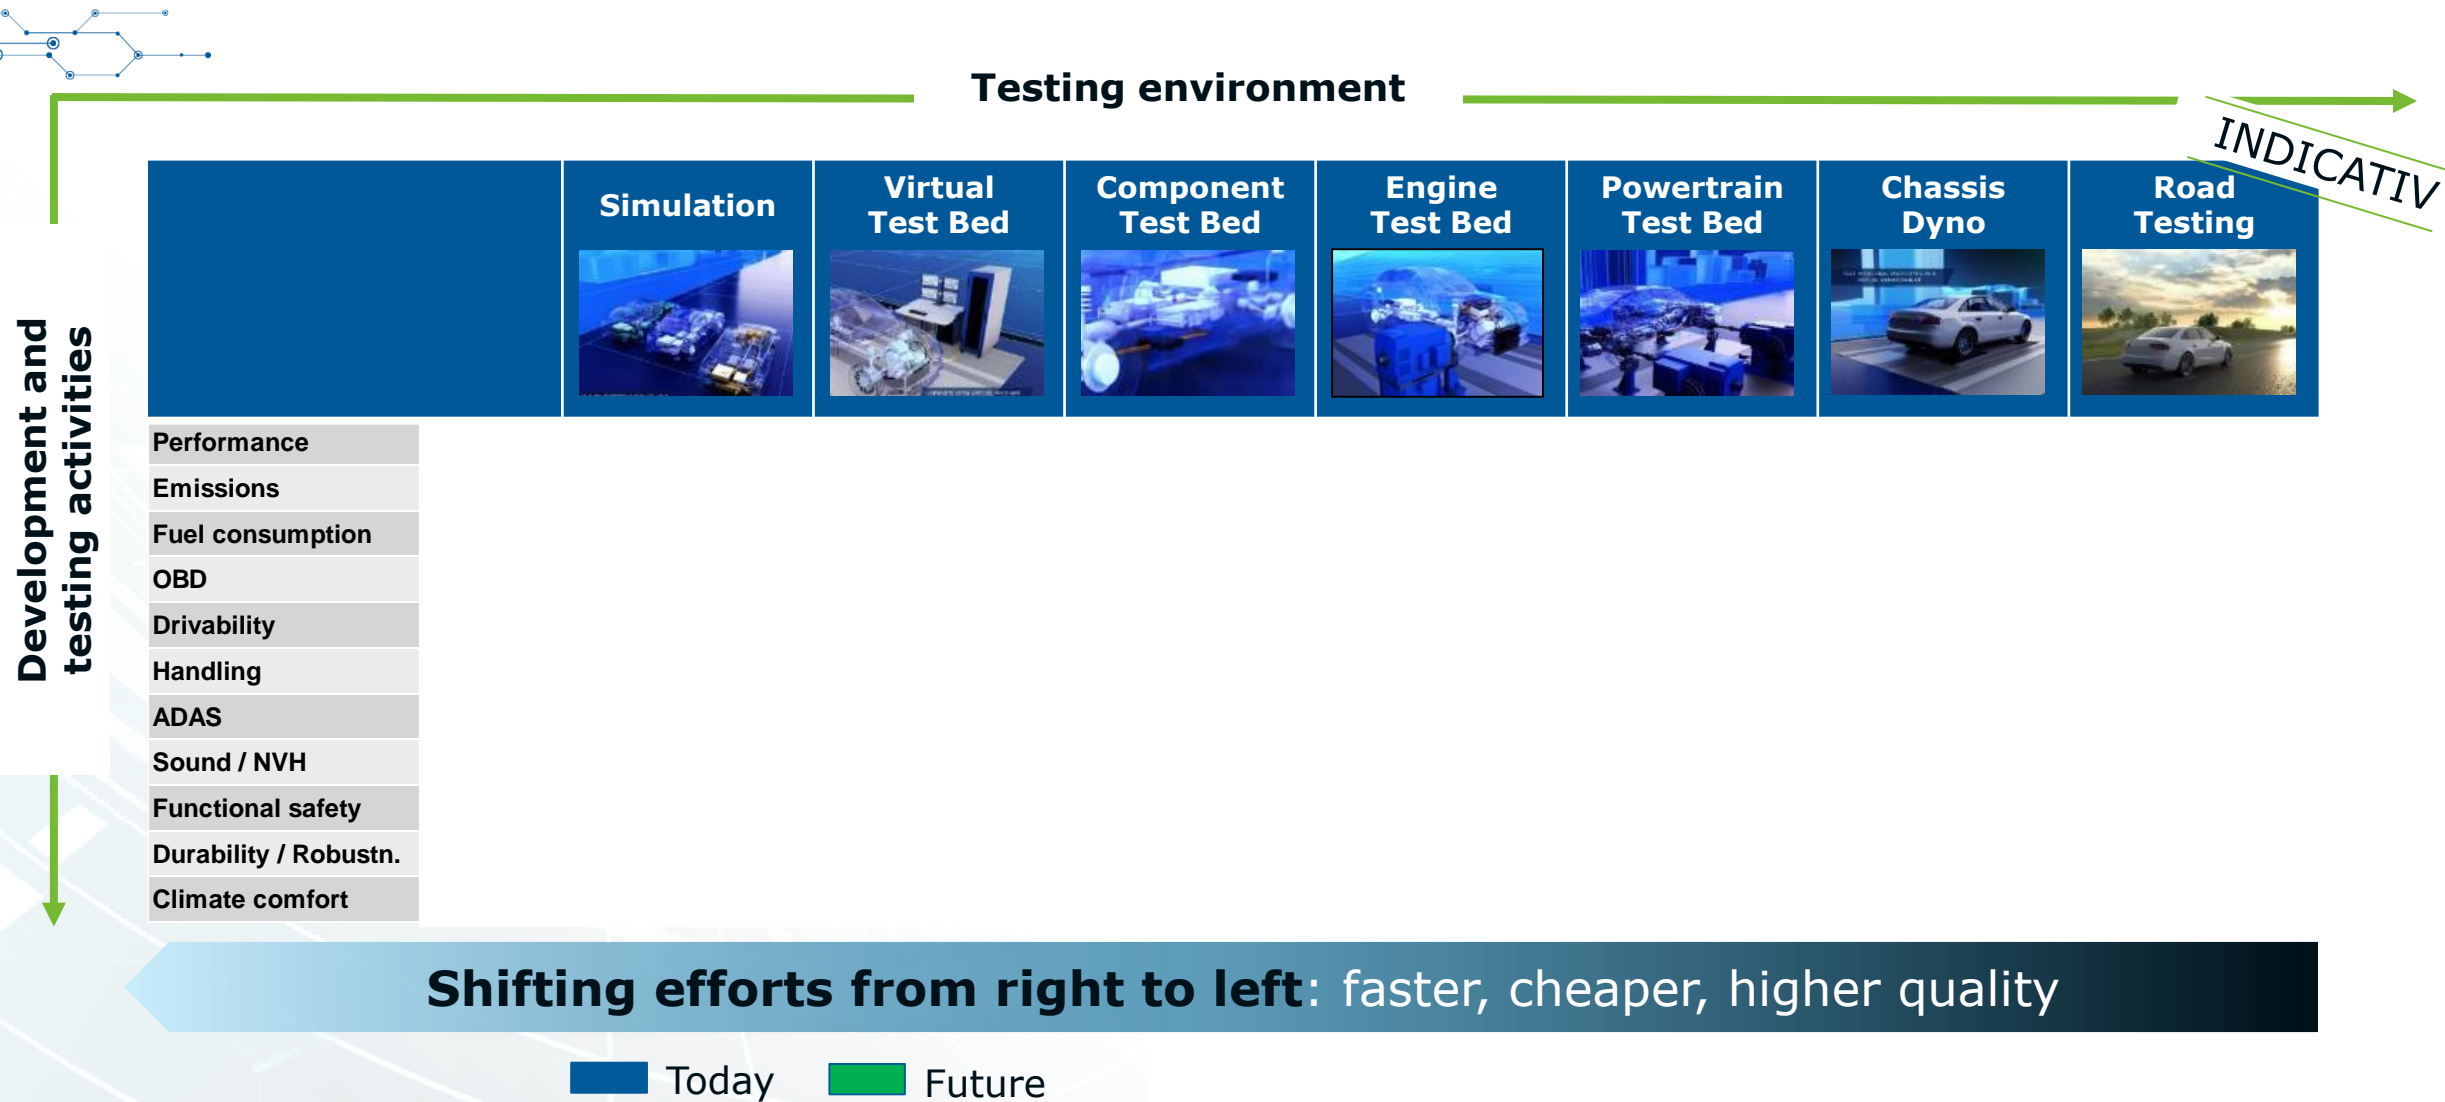 Testing environment
INDICATIV
Simulation
Virtual
Test Bed
Component
Test Bed
Engine
Test Bed
Powertrain
Test Bed
Chassis
Dyno
Road
Testing
Development and
testing activities
Performance
Emissions
Fuel consumption
OBD
Drivability
Handling
ADAS
Sound / NVH
Functional safety
Durability / Robustn.
Climate comfort
Shifting efforts from right to left: faster, cheaper, higher quality
Today
Future